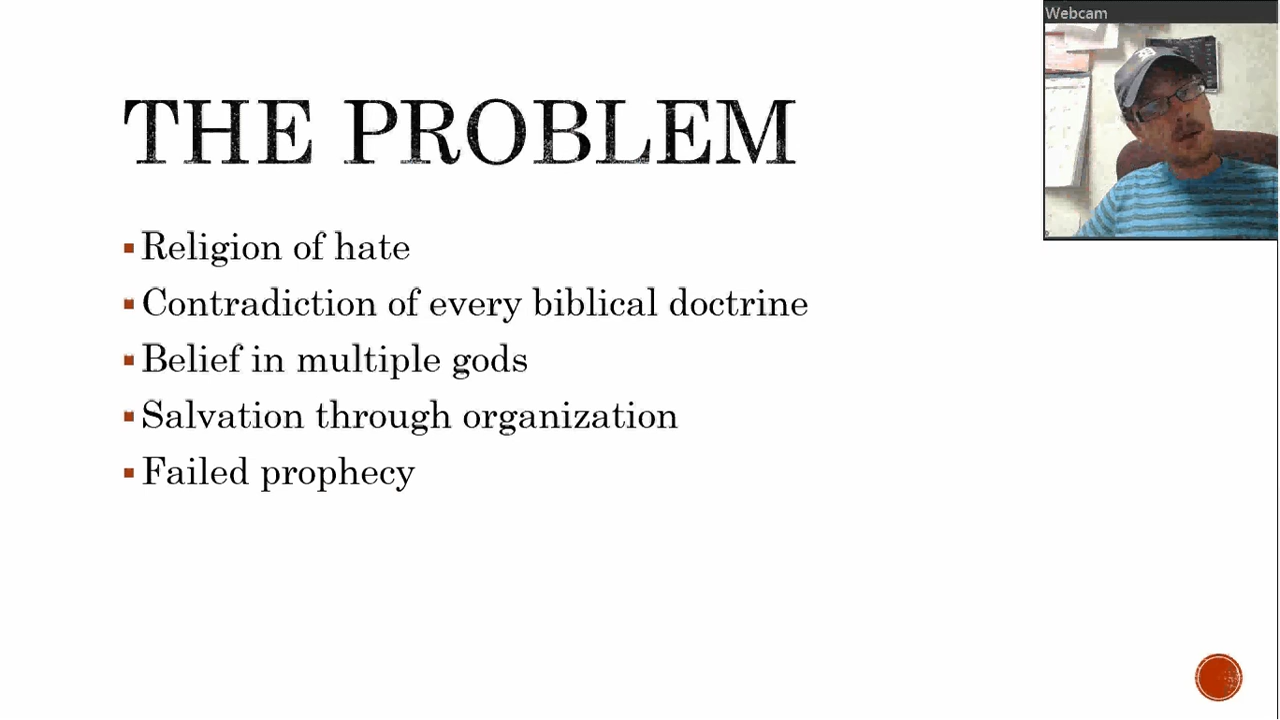 Webcam
THE PROBLEM
Religion of hate
Contradiction of every biblical doctrine
Belief in multiple gods
Salvation through organization
Failed prophecy